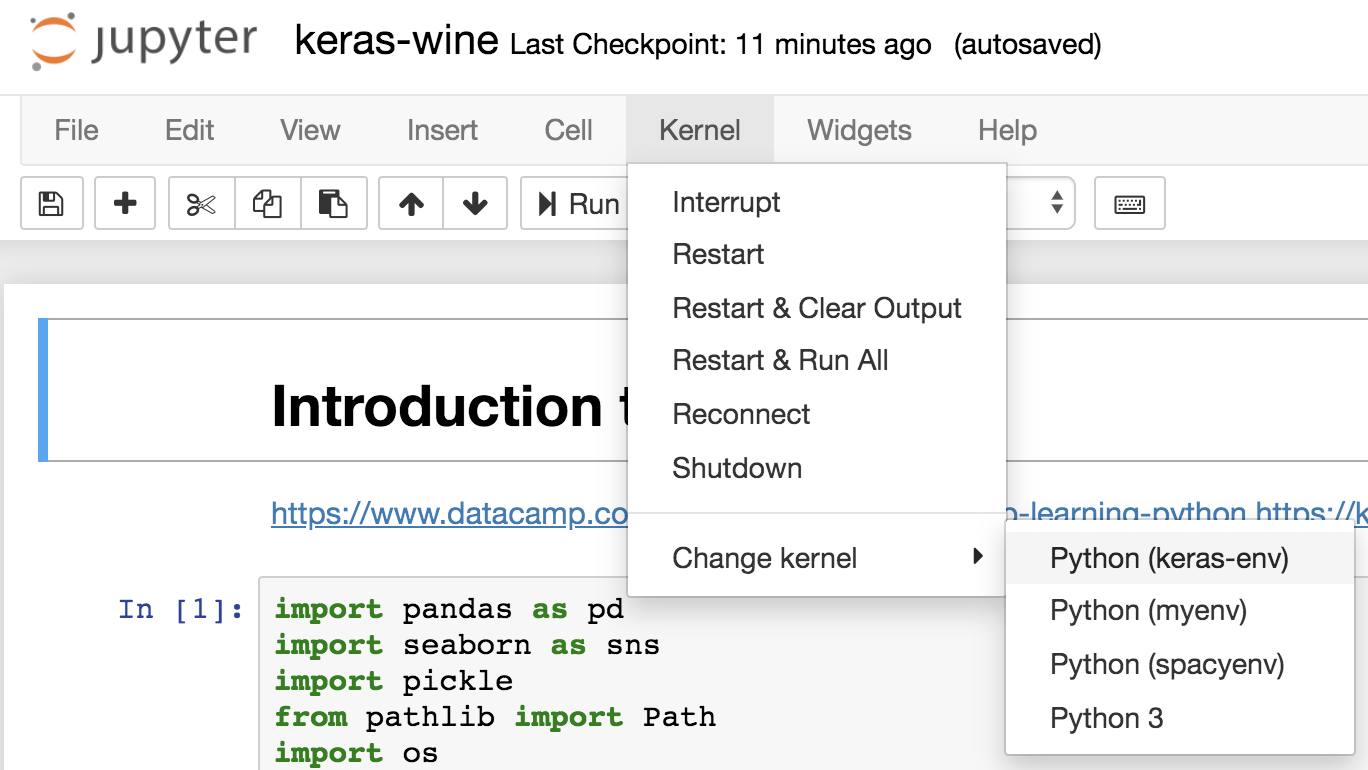 jupyter keras-wine Last Checkpoint: 11 minutes ago (autosaved)
File Edit View Insert Cell Kernel Widgets Help
Run
Interrupt
Restart
Restart & Clear Output
Restart & Run All
Reconnect
Shutdown
Change kernel
Python (keras-env)
Python (myenv)
Python (spacyenv)
Python 3
Introduction
https://www.datacamp.co -learning-python https://k
In [1]: import pandas as pd
import seaborn as sns
import pickle
from pathlib import Path
import os